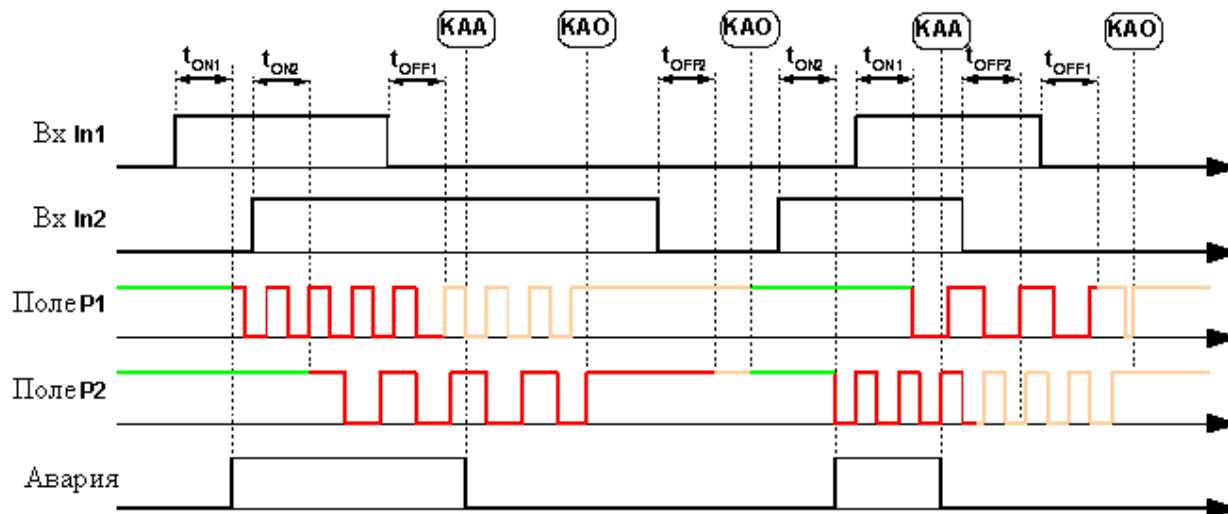 КАА КАО КАО КАА КАО
tON1 tON2 tOFF1 tOFF2 tON2 tON1 tOFF2 tOFF1
Вх In1
Вх In2
Поле P1
Поле P2
Авария